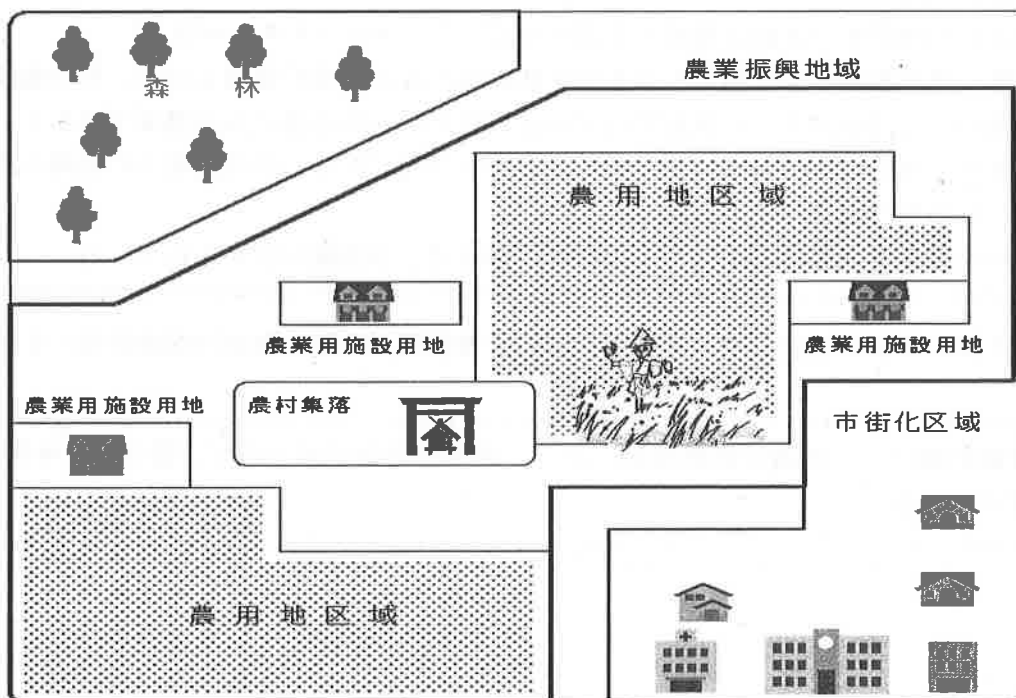 森 林
農業振興地域
農用地区域
農業用施設用地
農業用施設用地
農業用施設用地
農村集落
市街化区域
農用地区域